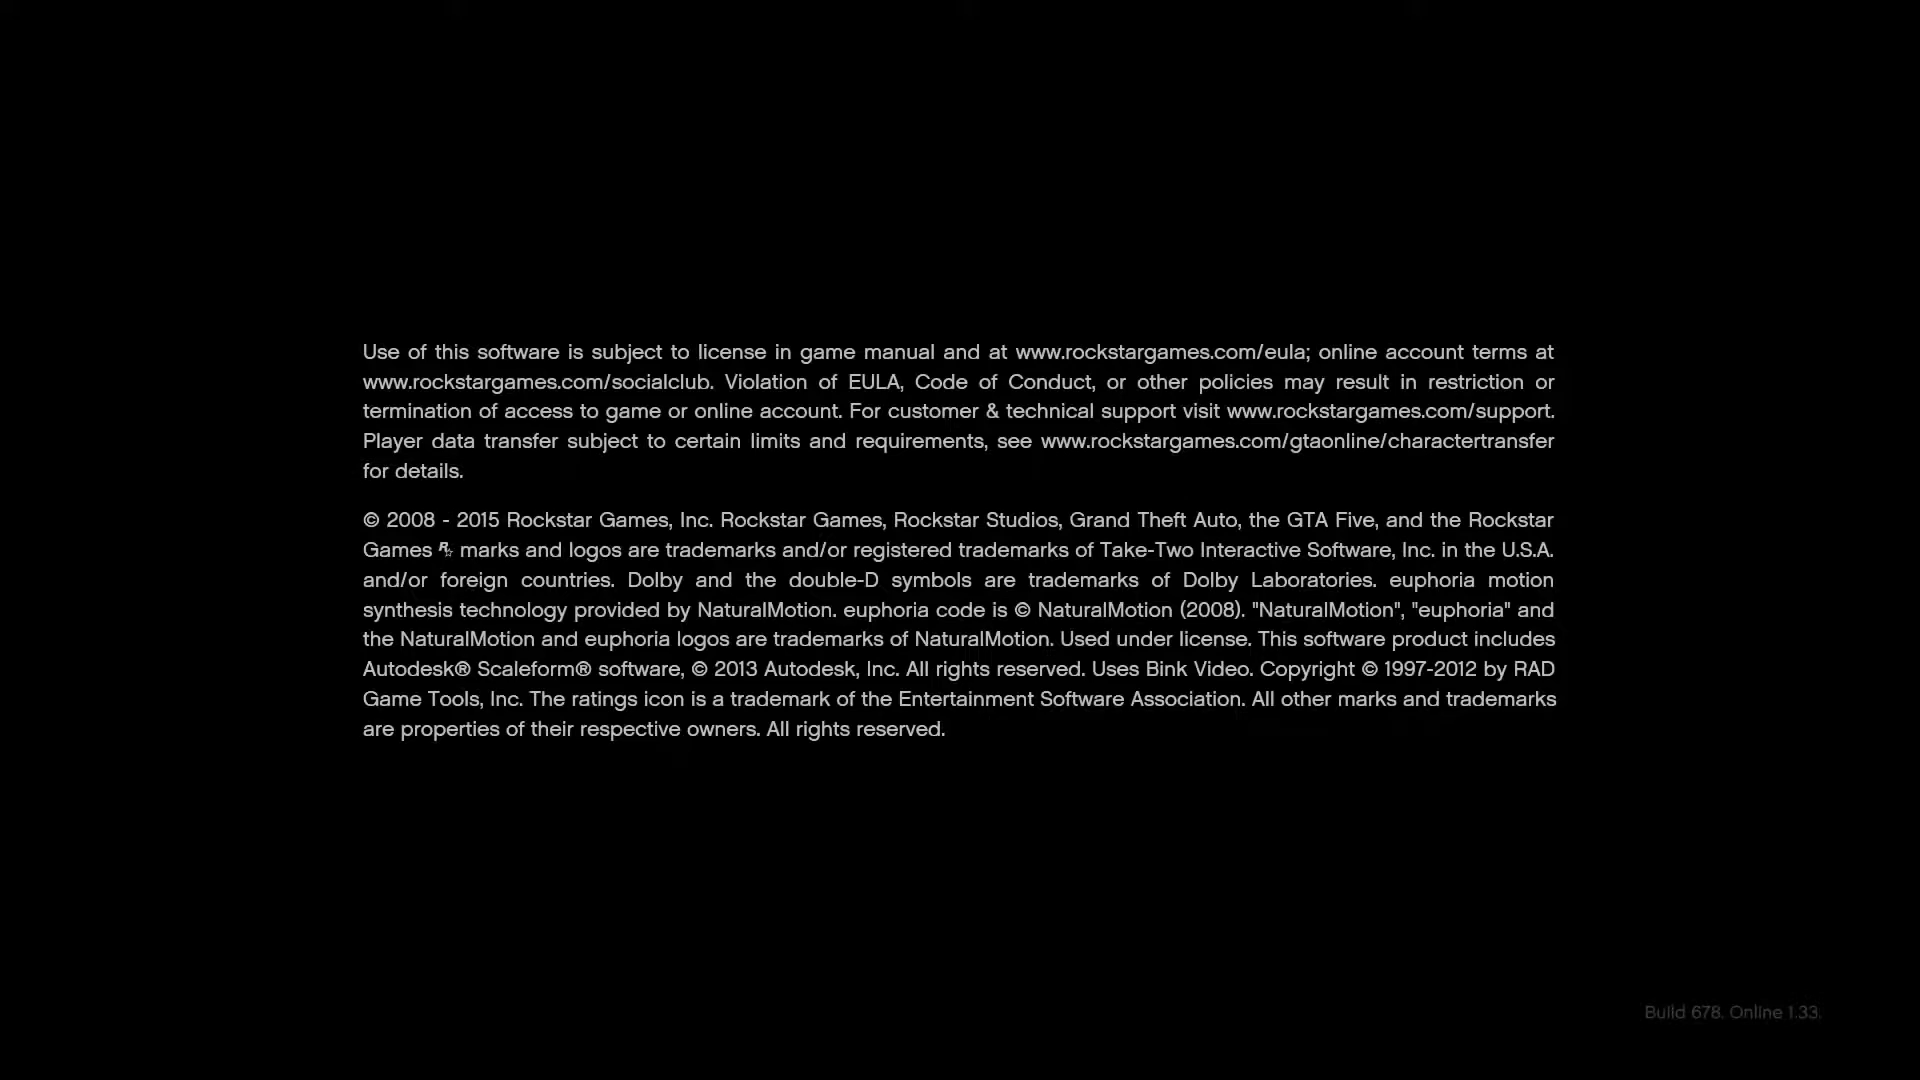 Use of this software is subject to license in game manual and at www.rockstargames.com/eula; online account terms at
www.rockstargames.com/socialclub. Violation of EULA, Code of Conduct, or other policies may result in restriction or
termination of access to game or online account. For customer & technical support visit www.rockstargames.com/support.
Player data transfer subject to certain limits and requirements, see www.rockstargames.com/gtaonline/charactertransfer
for details.
© 2008 - 2015 Rockstar Games, Inc. Rockstar Games, Rockstar Studios, Grand Theft Auto, the GTA Five, and the Rockstar
Games R* marks and logos are trademarks and/or registered trademarks of Take-Two Interactive Software, Inc. in the U.S.A.
and/or foreign countries. Dolby and the double-D symbols are trademarks of Dolby Laboratories. euphoria motion
synthesis technology provided by NaturalMotion. euphoria code is © NaturalMotion (2008). "NaturalMotion", "euphoria" and
the NaturalMotion and euphoria logos are trademarks of NaturalMotion. Used under license. This software product includes
Autodesk® Scaleform® software, © 2013 Autodesk, Inc. All rights reserved. Uses Bink Video. Copyright © 1997-2012 by RAD
Game Tools, Inc. The ratings icon is a trademark of the Entertainment Software Association. All other marks and trademarks
are properties of their respective owners. All rights reserved.
Build 678. Online 1.33.